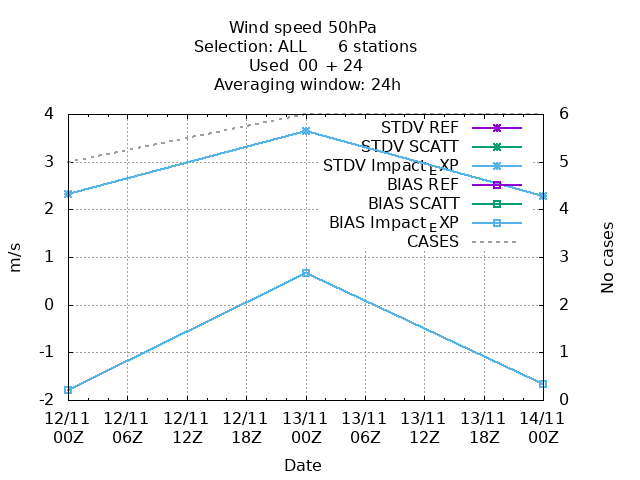 Wind speed 50hPa
Selection: ALL 6 stations
Used 00 + 24
Averaging window: 24h
4
3
2
1
0
-1
-2
m/s
6
5
4
3
2
1
0
No cases
STDV REF
STDV SCATT
STDV Impact_EXP
BIAS REF
BIAS SCATT
BIAS Impact_EXP
CASES
12/11 12/11 12/11 12/11 13/11 13/11 13/11 13/11 14/11
00Z 06Z 12Z 18Z 00Z 06Z 12Z 18Z 00Z
Date